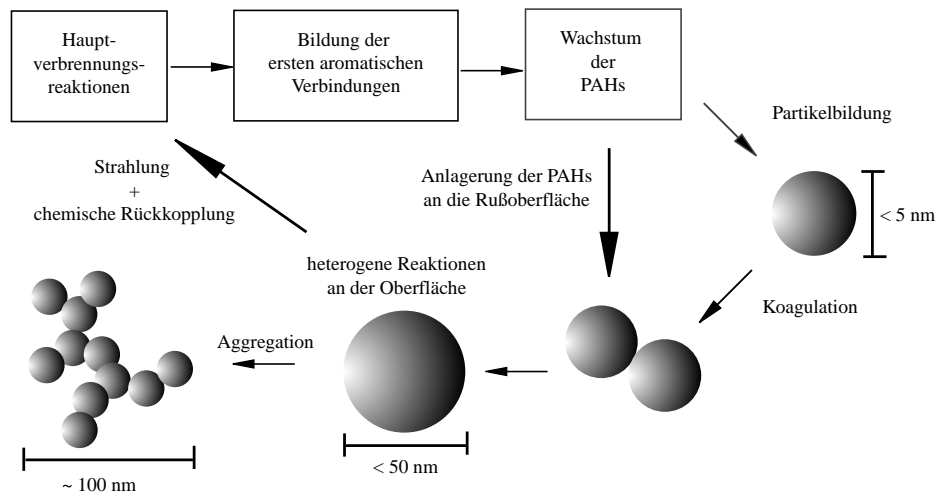 Haupt-
verbrennungs-
reaktionen
Bildung der
ersten aromatischen
Verbindungen
Wachstum
der
PAHs
Partikelbildung
Strahlung
+
chemische Rückkopplung
Anlagerung der PAHs
an die Rußoberfläche
< 5 nm
heterogene Reaktionen
an der Oberfläche
Koagulation
Aggregation
< 50 nm
~ 100 nm